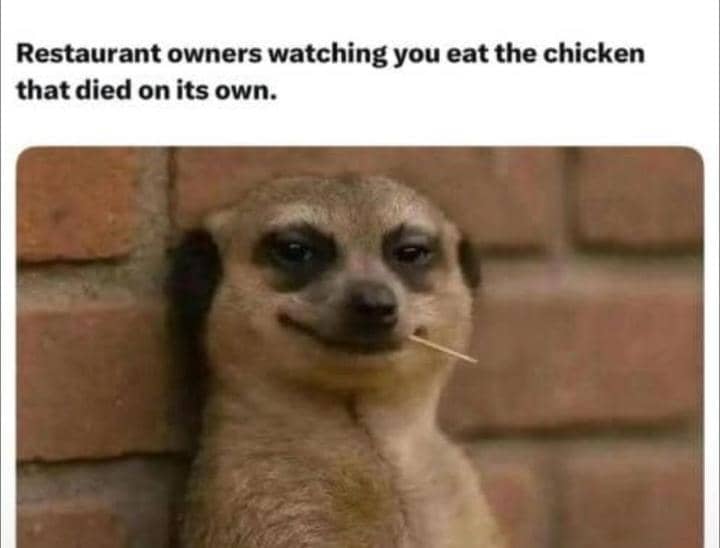 Restaurant owners watching you eat the chicken
that died on its own.